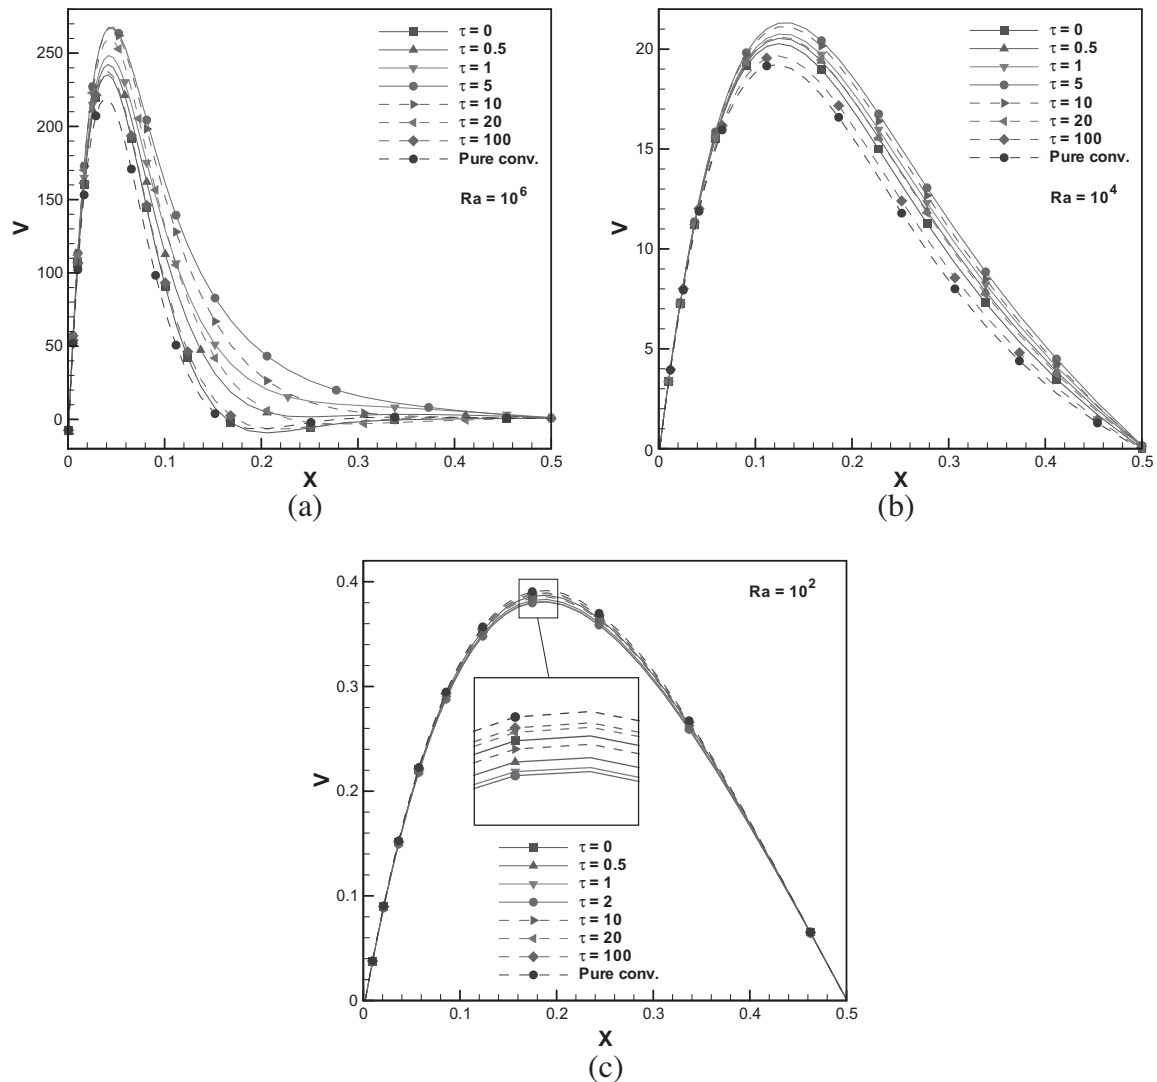 250
200
150
100
50
0
V
0
0.1
0.2
0.3
0.4
0.5
X
τ = 0
τ = 0.5
τ = 1
τ = 5
τ = 10
τ = 20
τ = 100
Pure conv.
Ra = 10⁶
(a)
20
16
12
8
4
0
V
0
0.1
0.2
0.3
0.4
0.5
X
τ = 0
τ = 0.5
τ = 1
τ = 5
τ = 10
τ = 20
τ = 100
Pure conv.
Ra = 10⁴
(b)
0.4
0.3
0.2
0.1
0
V
0
0.1
0.2
0.3
0.4
0.5
X
Ra = 10²
τ = 0
τ = 0.5
τ = 1
τ = 2
τ = 10
τ = 20
τ = 100
Pure conv.
(c)